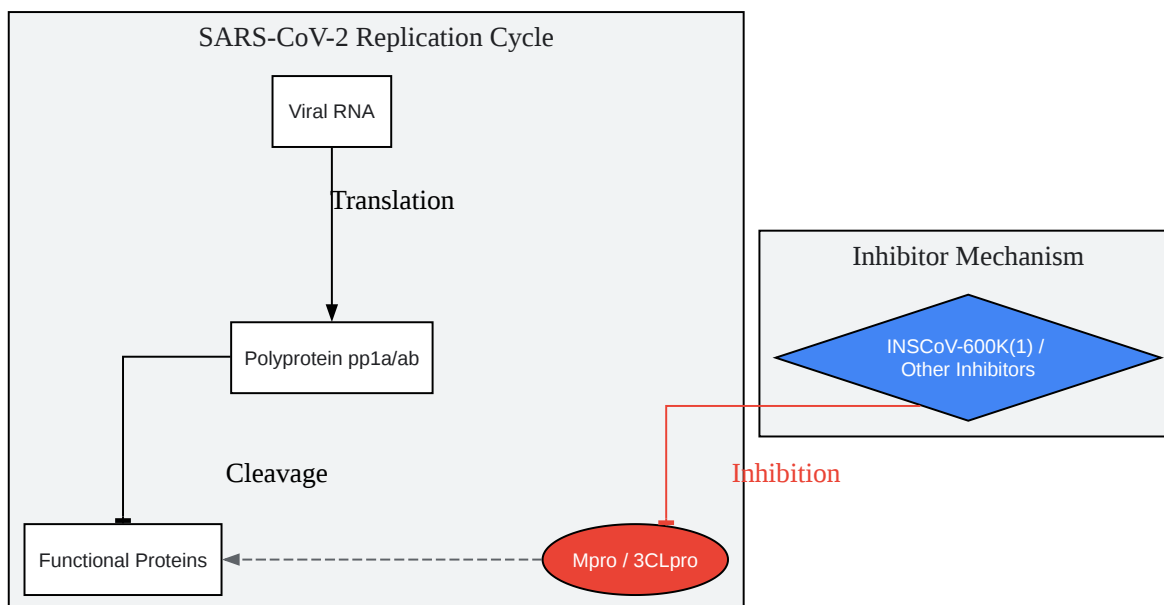 SARS-CoV-2 Replication Cycle
Viral RNA
Translation
Inhibitor Mechanism
Polyprotein pp1a/ab
INSCoV-600K(1) /
Other Inhibitors
Cleavage
Inhibition
Functional Proteins
Mpro / 3CLpro